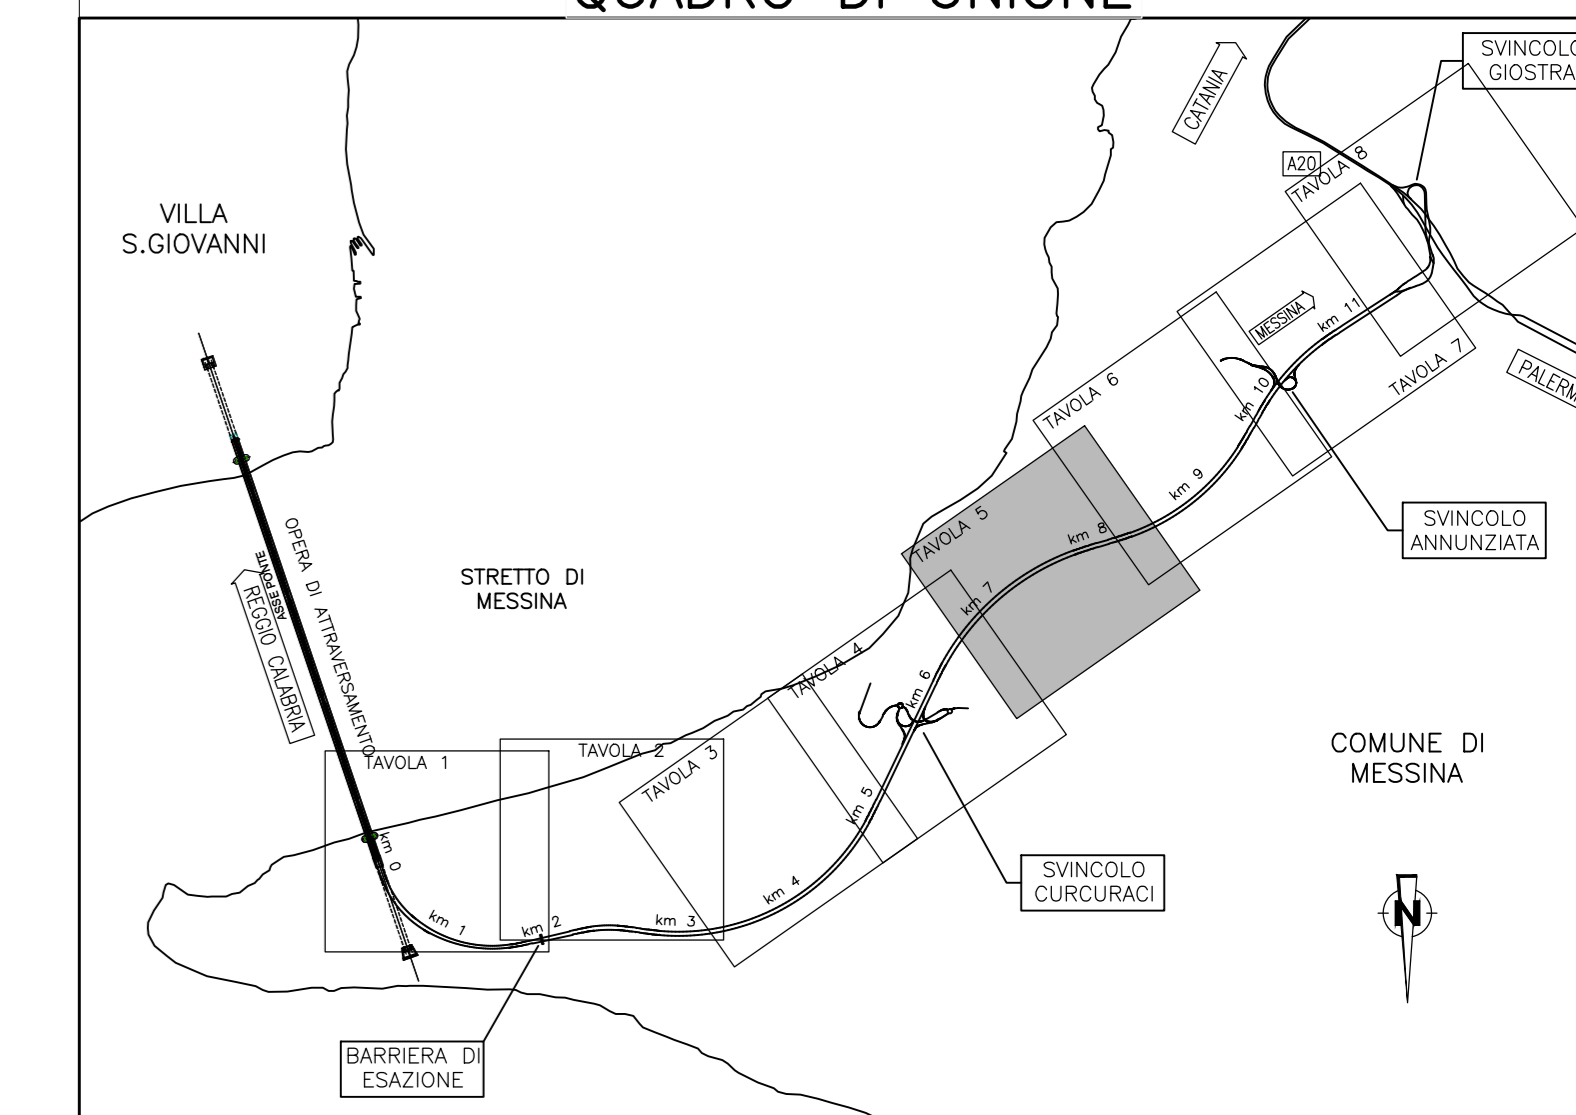 QUADRO DI UNIONE
SVINCOLO
GIOSTRA
CATANIA
A20
TAVOLA 8
VILLA
S.GIOVANNI
MESSINA
km 11
TAVOLA 7
PALERM
TAVOLA 6
km 10
km 9
SVINCOLO
ANNUNZIATA
TAVOLA 5
km 8
OPERA DI ATTRAVERSAMENTO
ASSE PONTE
REGGIO CALABRIA
STRETTO DI
MESSINA
km 7
TAVOLA 4
km 6
COMUNE DI
MESSINA
TAVOLA 1
TAVOLA 2
TAVOLA 3
km 5
km 0
SVINCOLO
CURCURACI
km 4
km 1
km 2
km 3
N
BARRIERA DI
ESAZIONE